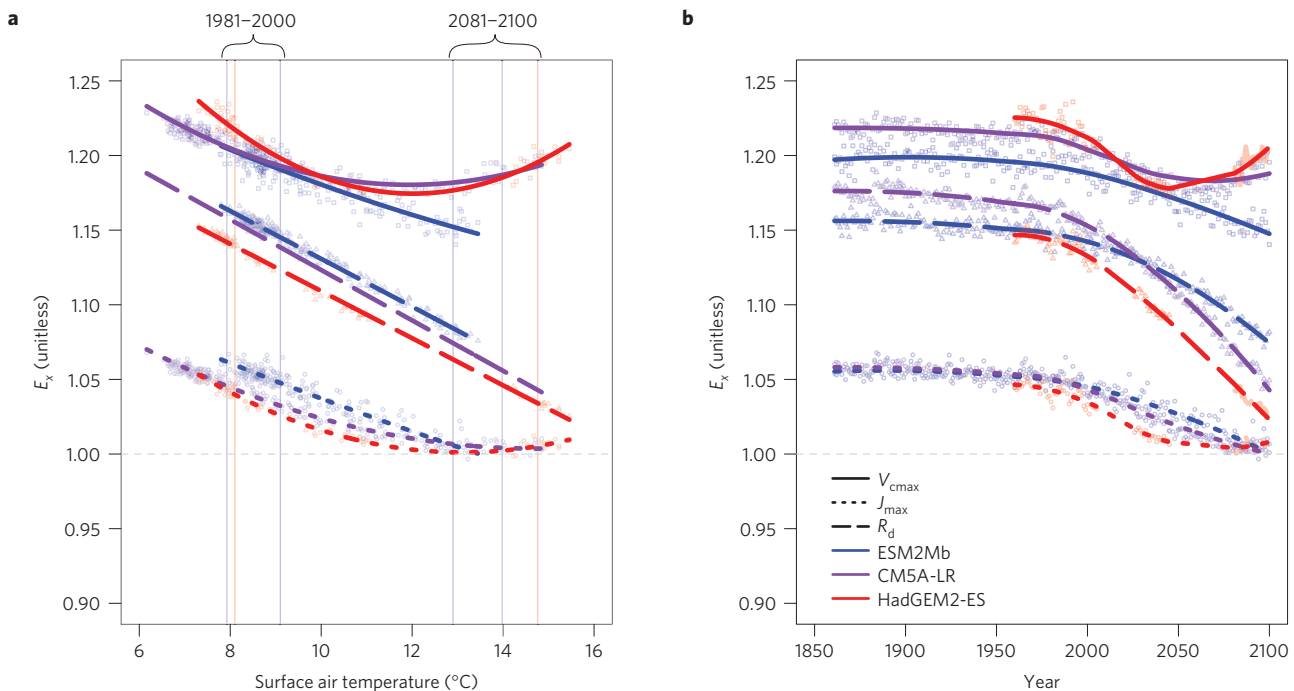 a
1981–2000
2081–2100
1.25
1.20
1.15
1.10
1.05
1.00
0.95
0.90
Eₓ (unitless)
6
8
10
12
14
16
Surface air temperature (°C)
b
1.25
1.20
1.15
1.10
1.05
1.00
0.95
0.90
Eₓ (unitless)
V_cmax
J_max
R_d
ESM2Mb
CM5A-LR
HadGEM2-ES
1850
1900
1950
2000
2050
2100
Year